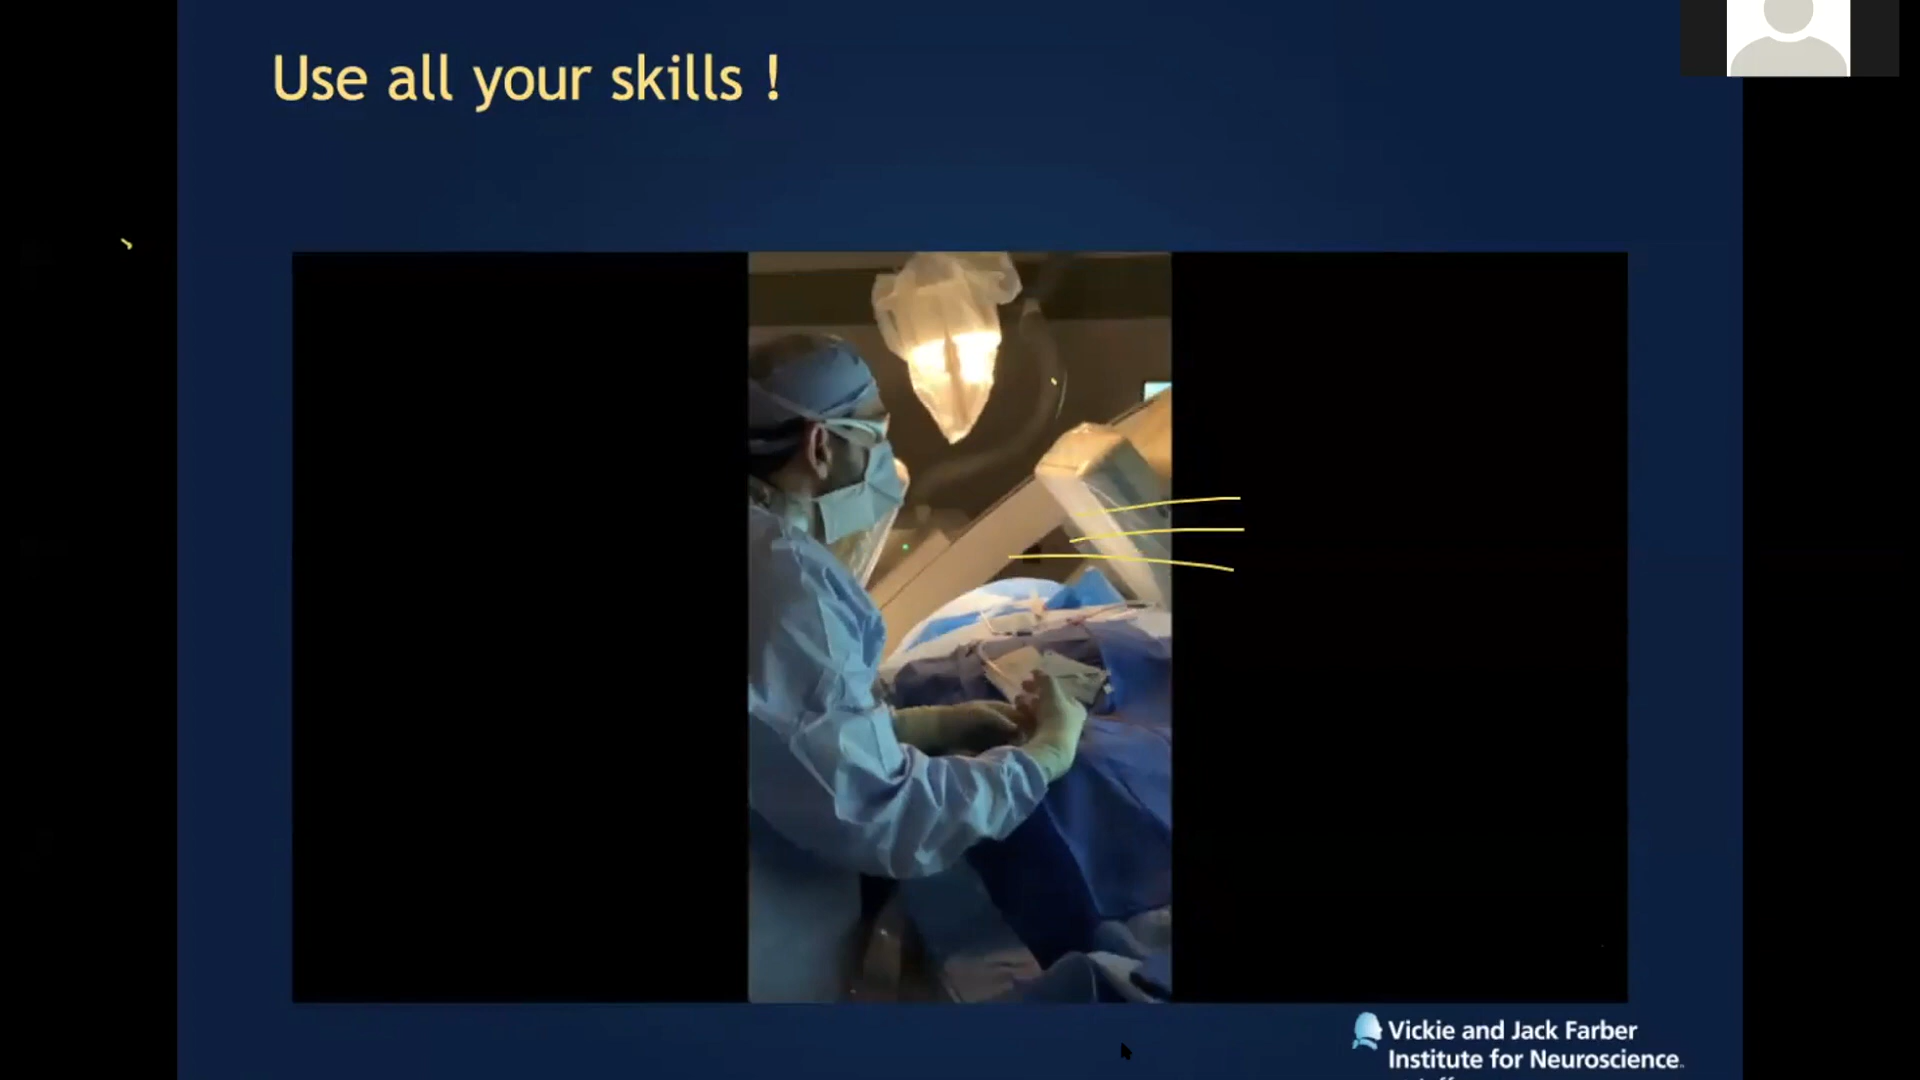 Use all your skills !
Vickie and Jack Farber
Institute for Neuroscience